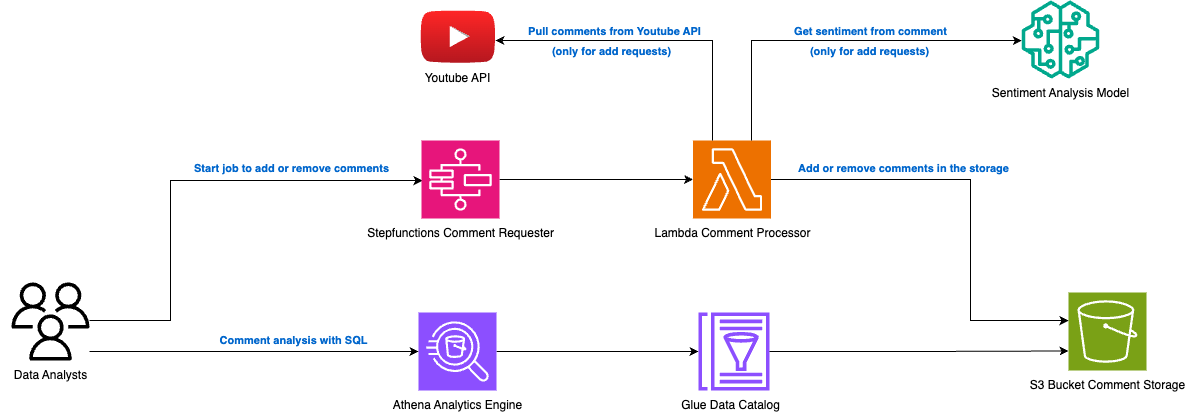 Pull comments from Youtube API
(only for add requests)
Get sentiment from comment
(only for add requests)
Youtube API
Sentiment Analysis Model
Start job to add or remove comments
Add or remove comments in the storage
Stepfunctions Comment Requester
Lambda Comment Processor
Comment analysis with SQL
Data Analysts
Athena Analytics Engine
Glue Data Catalog
S3 Bucket Comment Storage